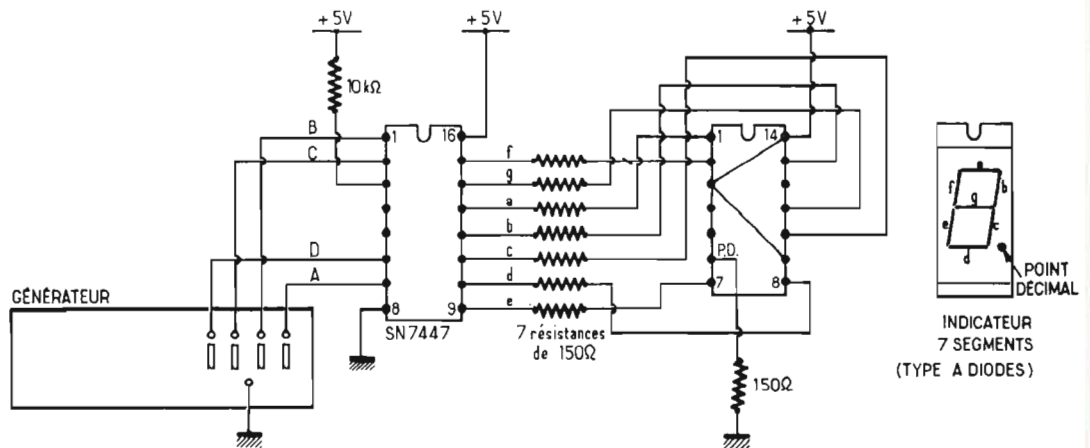 +5V
+5V
+5V
10kΩ
B
C
D
A
1
16
8
9
SN7447
f
g
a
b
c
d
e
7 résistances
de 150Ω
1
14
P.D.
7
8
150Ω
GÉNÉRATEUR
a
f
b
g
e
c
d
POINT
DÉCIMAL
INDICATEUR
7 SEGMENTS
(TYPE A DIODES)